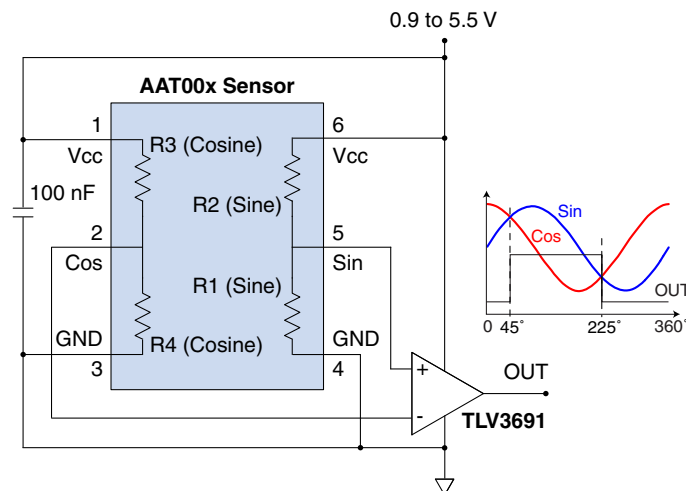 0.9 to 5.5 V
AAT00x Sensor
1
6
R3 (Cosine)
Vcc
Vcc
100 nF
R2 (Sine)
2
5
Cos
Sin
R1 (Sine)
GND
GND
R4 (Cosine)
3
4
+
-
OUT
TLV3691
Sin
Cos
OUT
0 45° 225° 360°